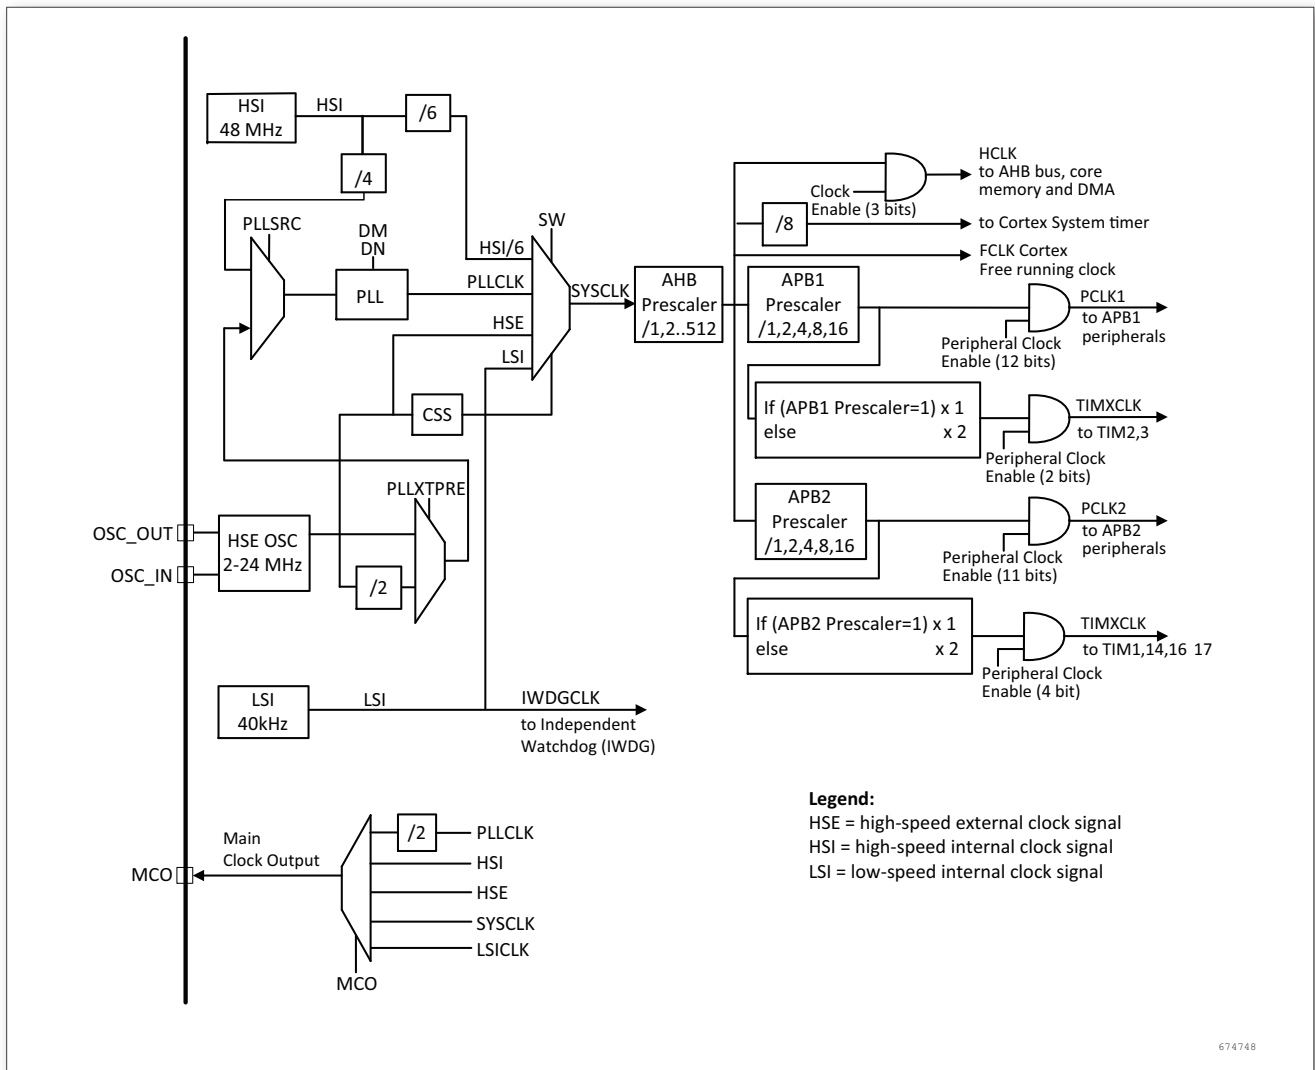 HSI
48 MHz
HSI
/6
/4
PLLSRC
DM
DN
PLL
SW
HSI/6
PLLCLK
HSE
LSI
SYSCLK
CSS
PLLXTPRE
OSC_OUT
OSC_IN
HSE OSC
2-24 MHz
/2
LSI
40kHz
LSI
IWDGCLK
to Independent
Watchdog (IWDG)
AHB
Prescaler
/1,2..512
Clock
Enable (3 bits)
HCLK
to AHB bus, core
memory and DMA
/8
to Cortex System timer
FCLK Cortex
Free running clock
APB1
Prescaler
/1,2,4,8,16
PCLK1
to APB1
peripherals
Peripheral Clock
Enable (12 bits)
If (APB1 Prescaler=1) x 1
else x 2
TIMXCLK
to TIM2,3
Peripheral Clock
Enable (2 bits)
APB2
Prescaler
/1,2,4,8,16
PCLK2
to APB2
peripherals
Peripheral Clock
Enable (11 bits)
If (APB2 Prescaler=1) x 1
else x 2
TIMXCLK
to TIM1,14,16 17
Peripheral Clock
Enable (4 bit)
Main
Clock Output
MCO
/2
PLLCLK
HSI
HSE
SYSCLK
LSICLK
MCO
Legend:
HSE = high-speed external clock signal
HSI = high-speed internal clock signal
LSI = low-speed internal clock signal
674748